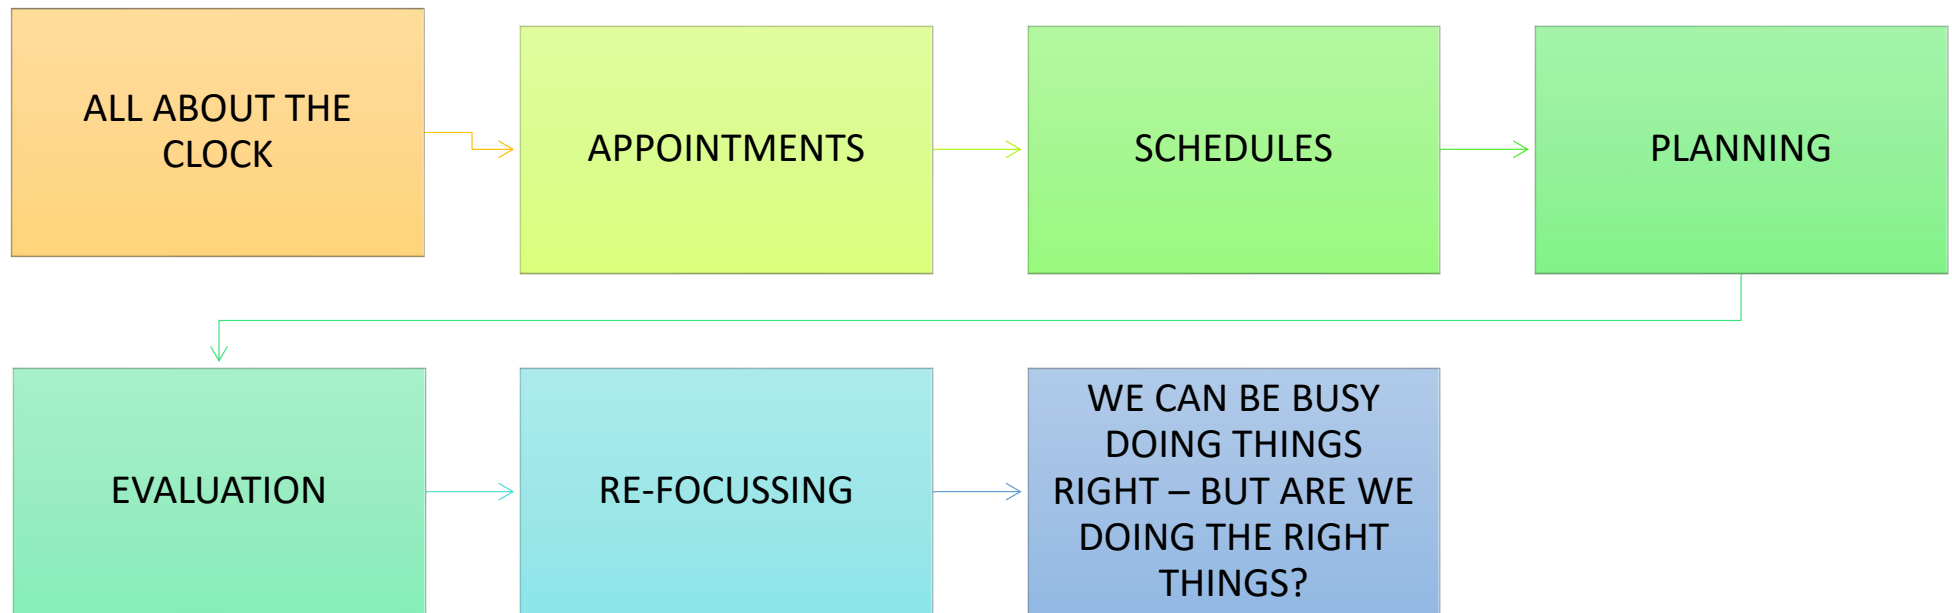 ALL ABOUT THE
CLOCK
APPOINTMENTS
SCHEDULES
PLANNING
EVALUATION
RE-FOCUSSING
WE CAN BE BUSY
DOING THINGS
RIGHT – BUT ARE WE
DOING THE RIGHT
THINGS?